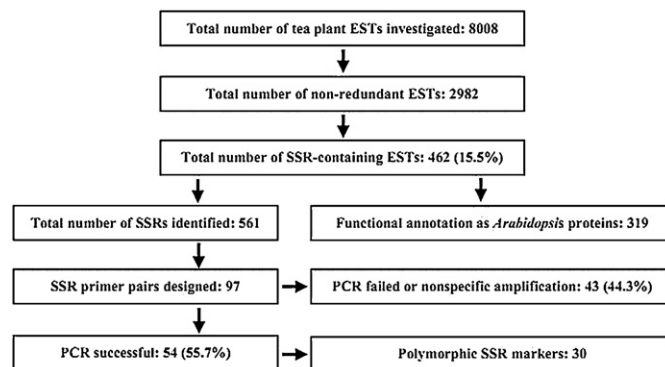 Total number of tea plant ESTs investigated: 8008
Total number of non-redundant ESTs: 2982
Total number of SSR-containing ESTs: 462 (15.5%)
Total number of SSRs identified: 561
Functional annotation as Arabidopsis proteins: 319
SSR primer pairs designed: 97
PCR failed or nonspecific amplification: 43 (44.3%)
PCR successful: 54 (55.7%)
Polymorphic SSR markers: 30